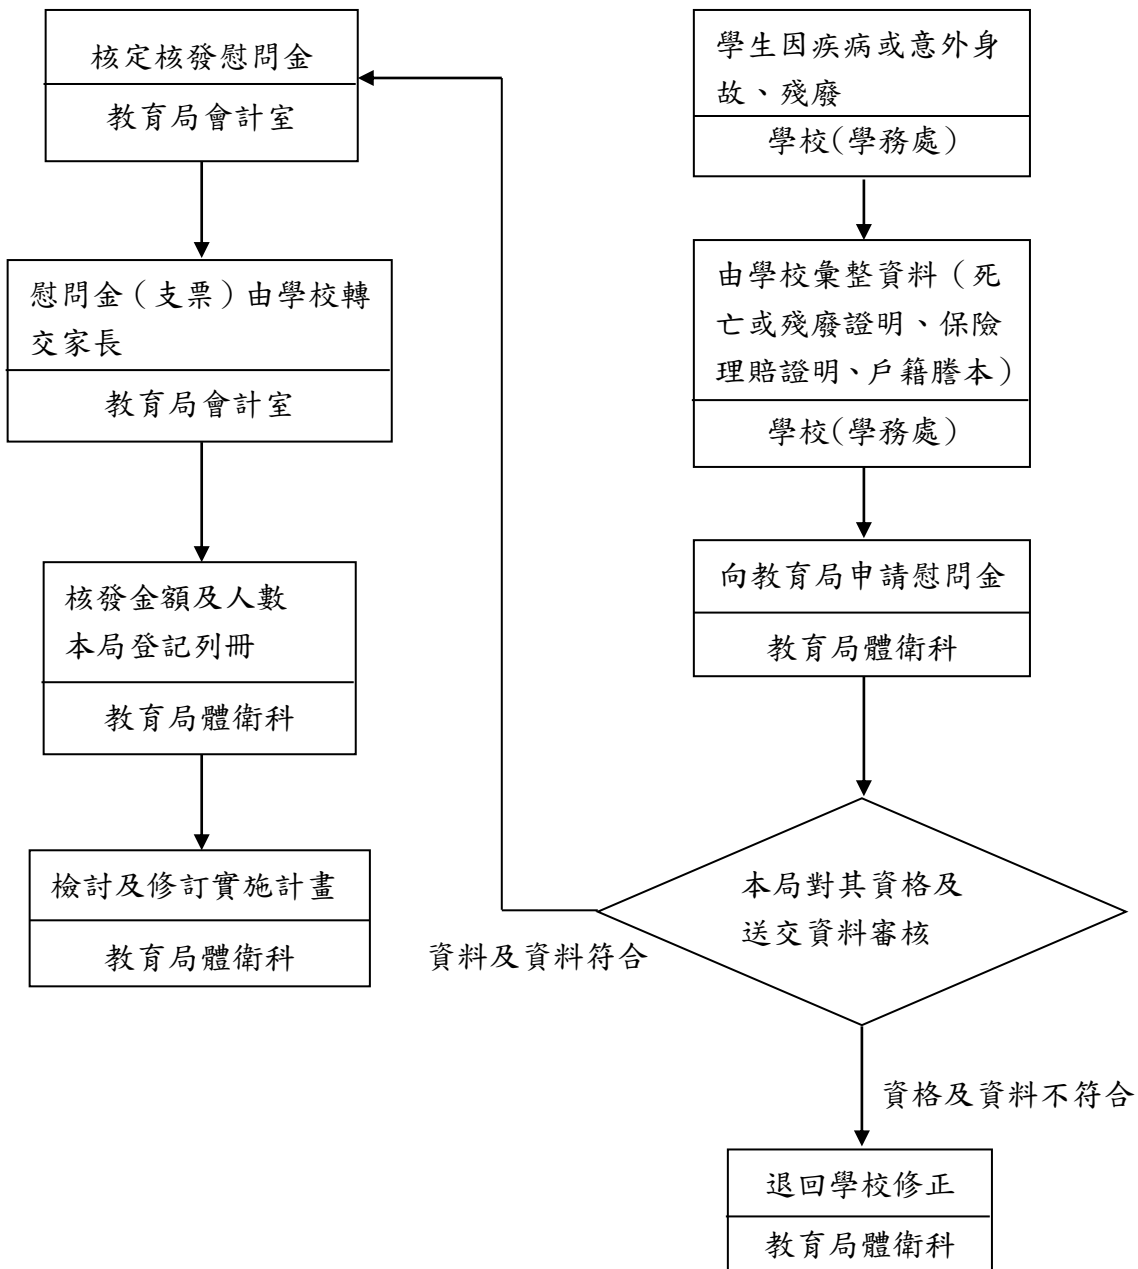 學生因疾病或意外身
故、殘廢
學校(學務處)
由學校彙整資料（死
亡或殘廢證明、保險
理賠證明、戶籍謄本）
學校(學務處)
向教育局申請慰問金
教育局體衛科
本局對其資格及
送交資料審核
資料及資料符合
資格及資料不符合
退回學校修正
教育局體衛科
核定核發慰問金
教育局會計室
慰問金（支票）由學校轉
交家長
教育局會計室
核發金額及人數
本局登記列冊
教育局體衛科
檢討及修訂實施計畫
教育局體衛科